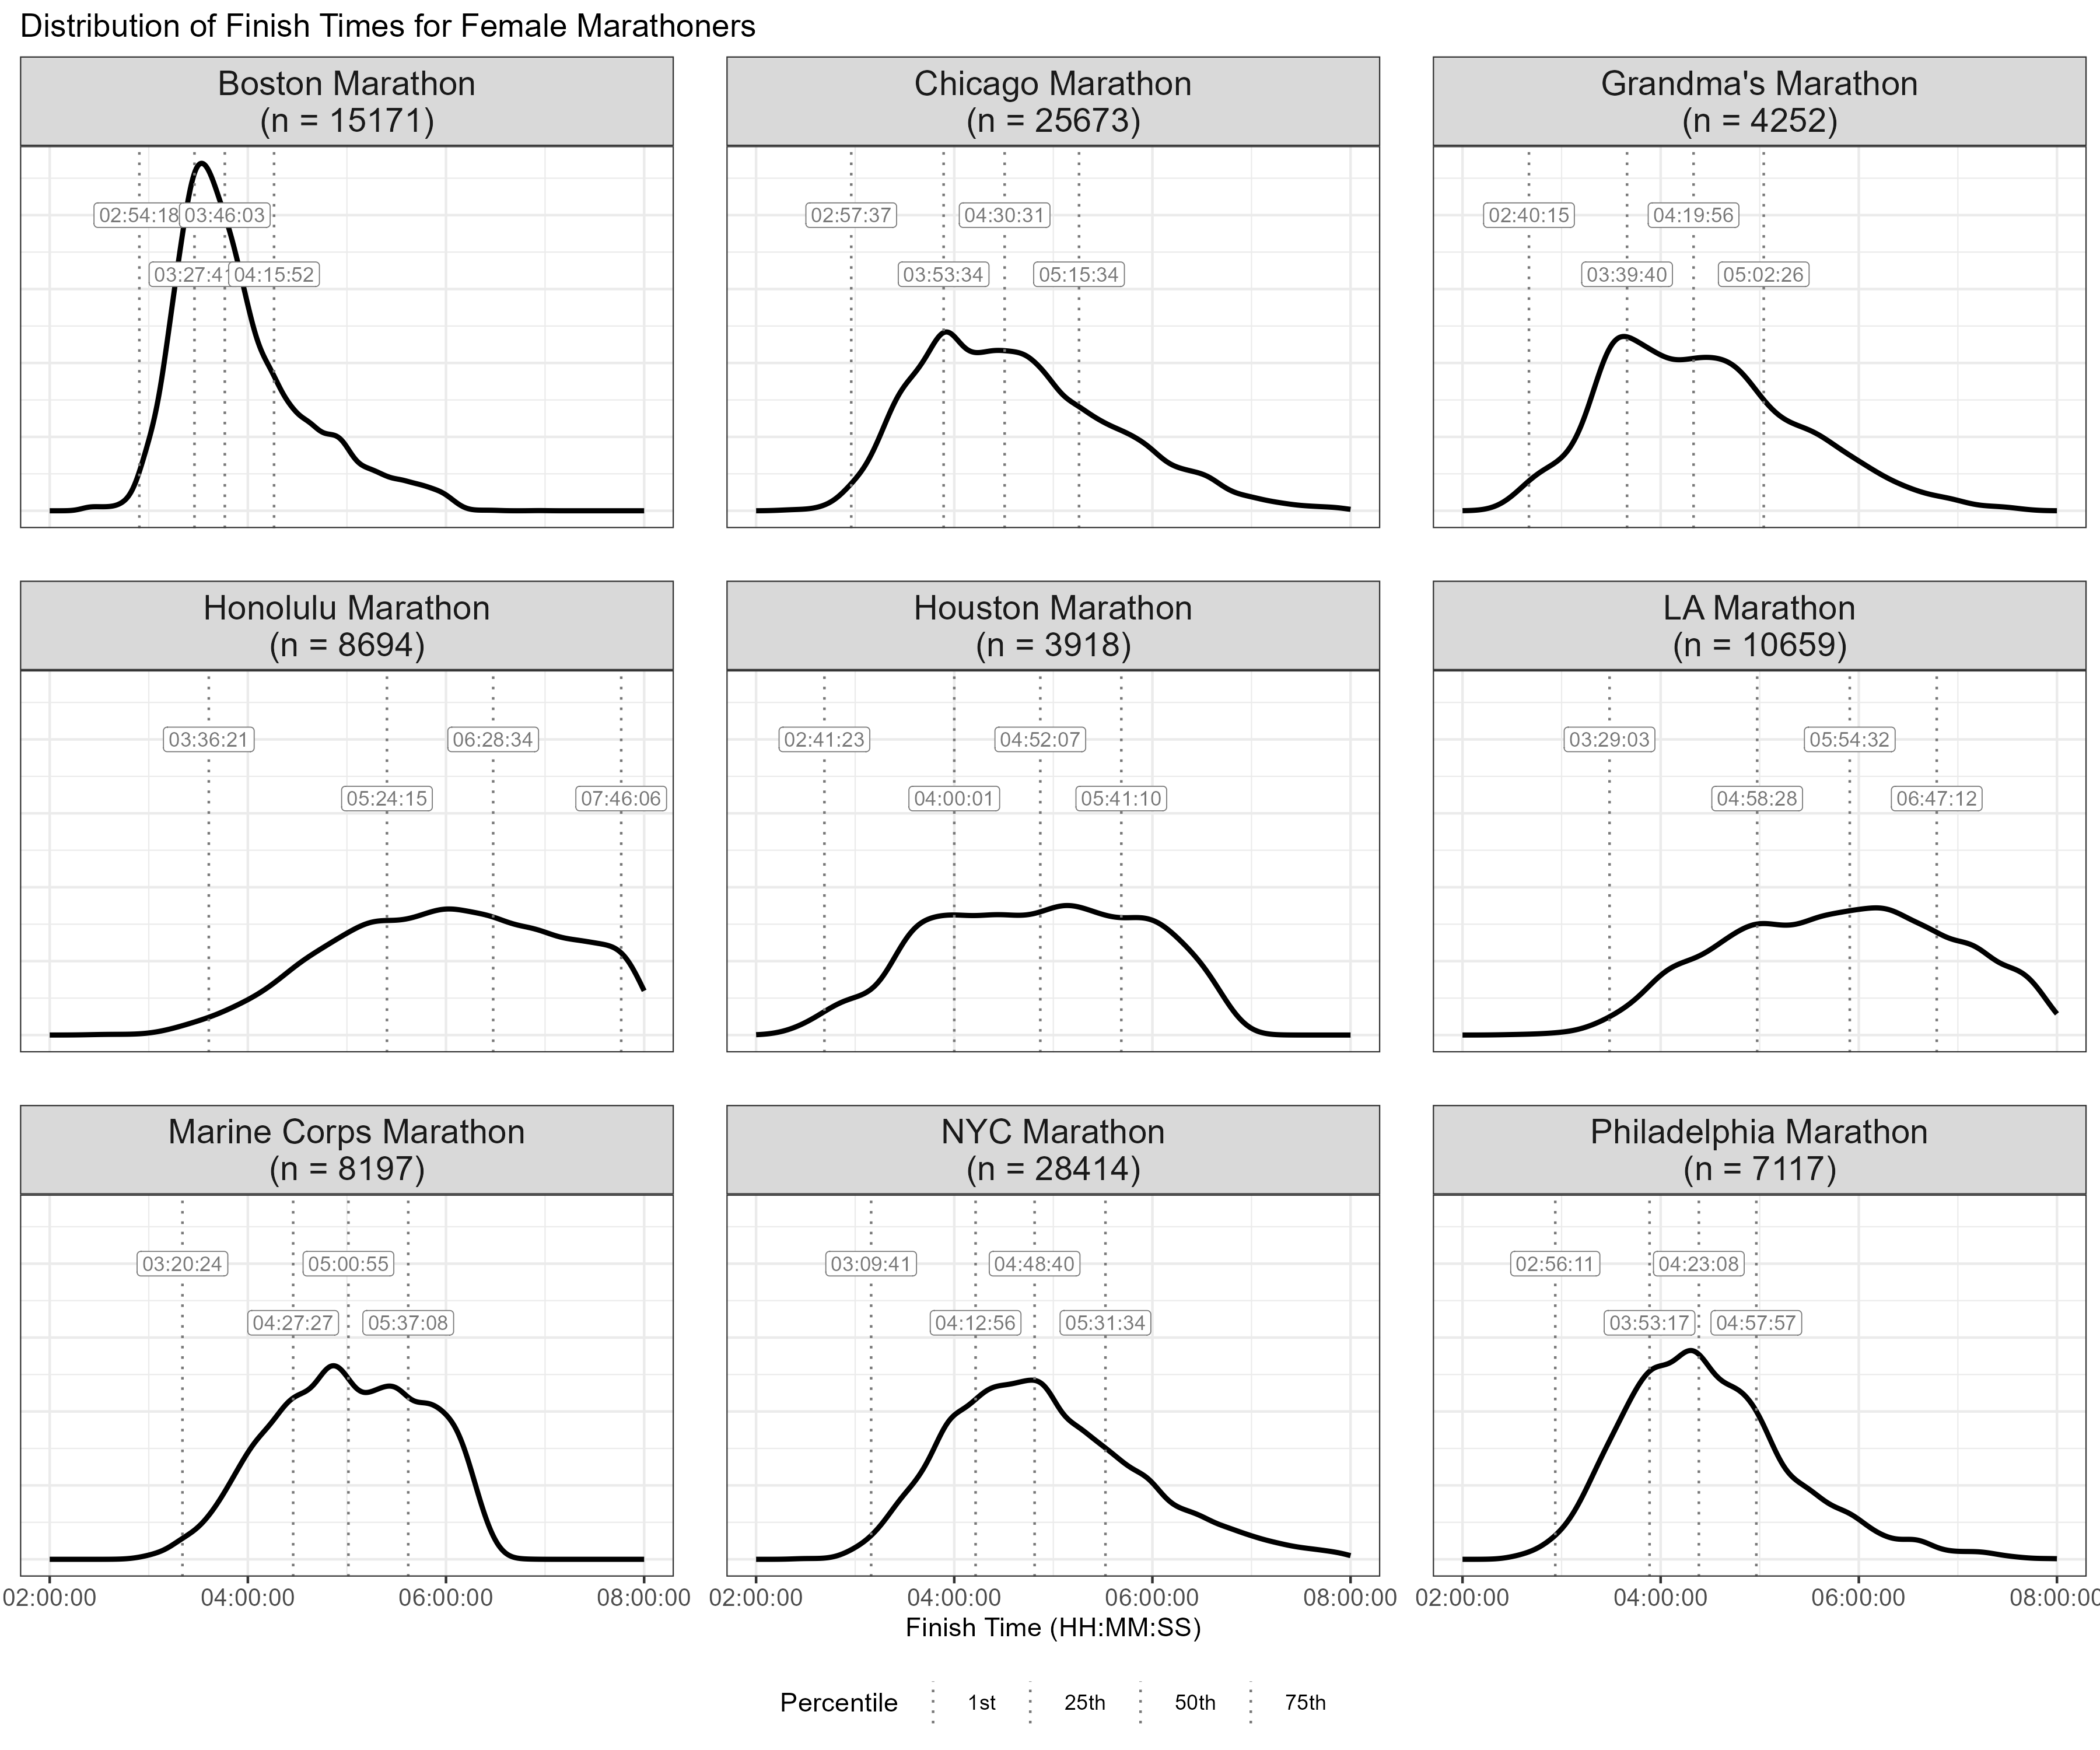 Distribution of Finish Times for Female Marathoners
Boston Marathon
(n = 15171)
02:54:18
03:46:03
03:27:41
04:15:52
Chicago Marathon
(n = 25673)
02:57:37
04:30:31
03:53:34
05:15:34
Grandma's Marathon
(n = 4252)
02:40:15
04:19:56
03:39:40
05:02:26
Honolulu Marathon
(n = 8694)
03:36:21
06:28:34
05:24:15
07:46:06
Houston Marathon
(n = 3918)
02:41:23
04:52:07
04:00:01
05:41:10
LA Marathon
(n = 10659)
03:29:03
05:54:32
04:58:28
06:47:12
Marine Corps Marathon
(n = 8197)
03:20:24
05:00:55
04:27:27
05:37:08
NYC Marathon
(n = 28414)
03:09:41
04:48:40
04:12:56
05:31:34
Philadelphia Marathon
(n = 7117)
02:56:11
04:23:08
03:53:17
04:57:57
02:00:00 04:00:00 06:00:00 08:00:00 02:00:00 04:00:00 06:00:00 08:00:00 02:00:00 04:00:00 06:00:00 08:00:00
Finish Time (HH:MM:SS)
Percentile 1st 25th 50th 75th